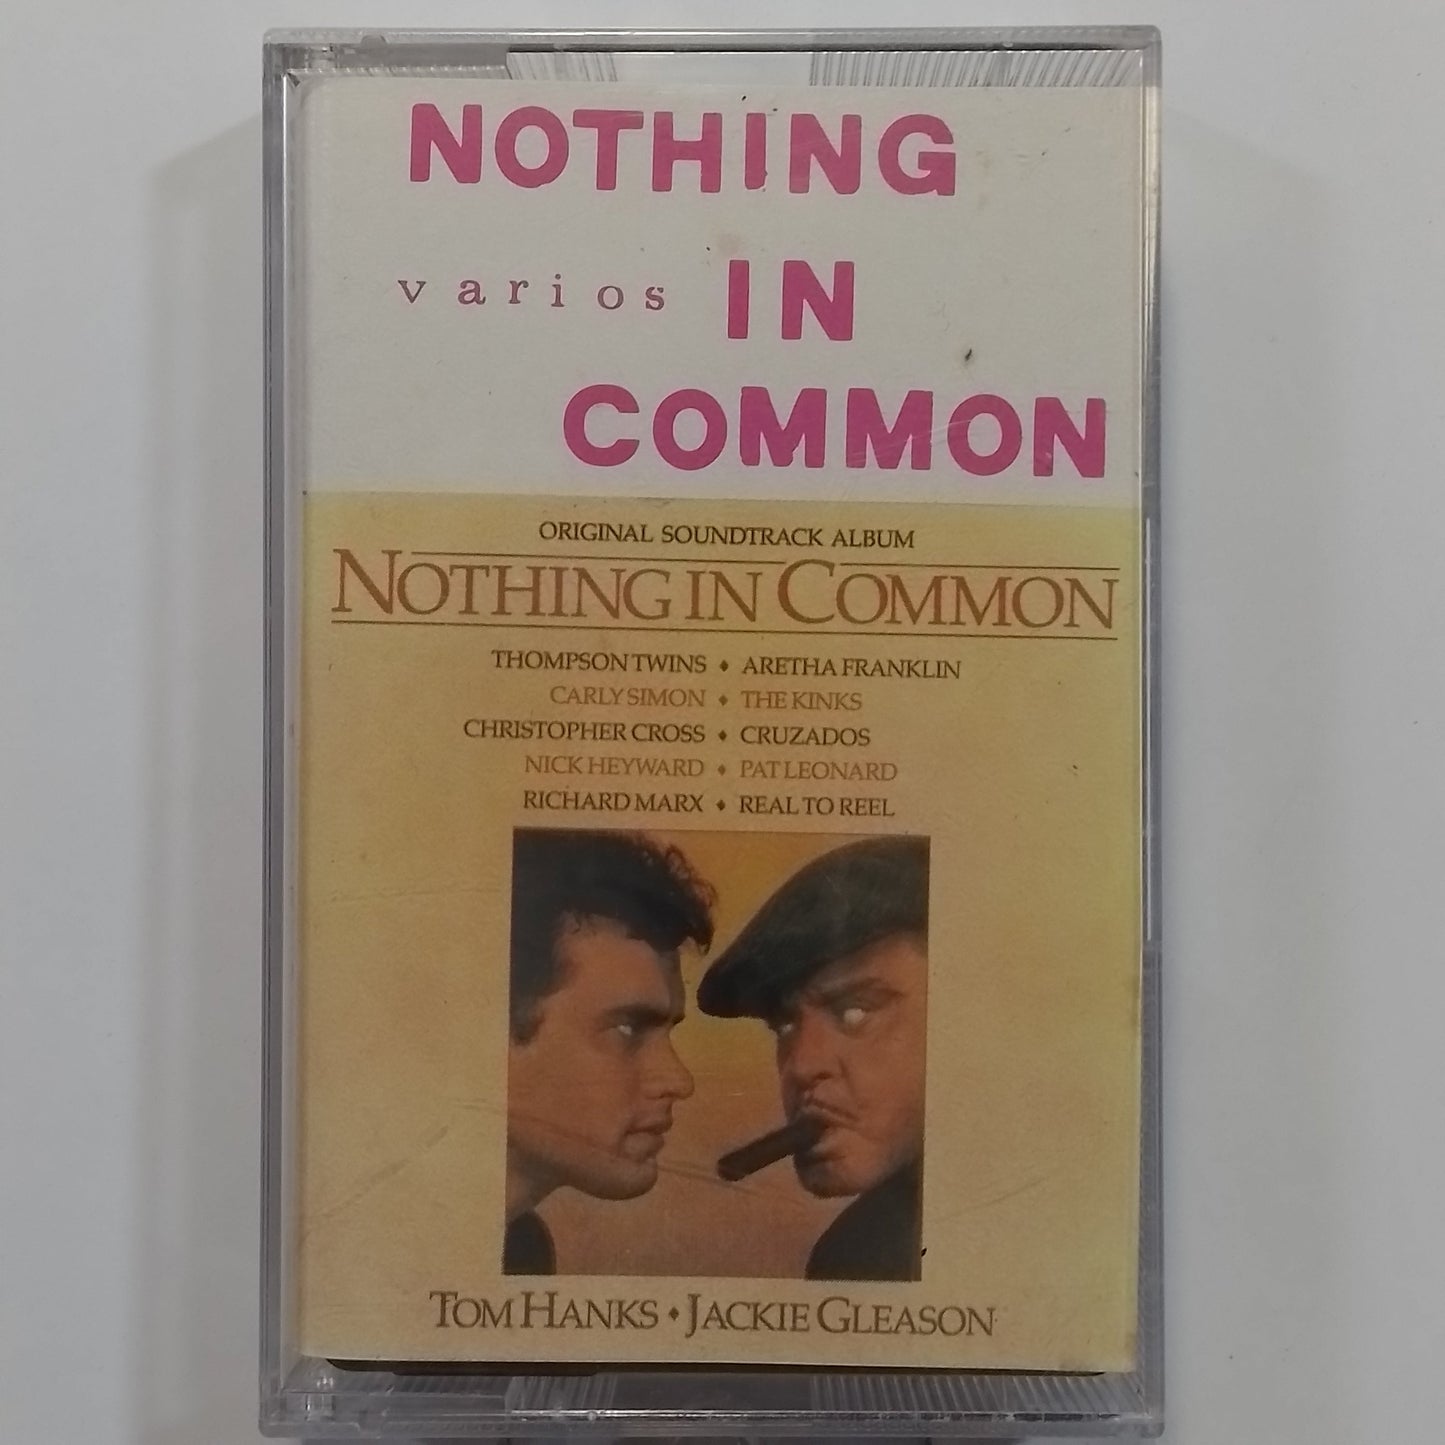 NOTHING
varios IN
COMMON
ORIGINAL SOUNDTRACK ALBUM
NOTHING IN COMMON
THOMPSON TWINS ♦ ARETHA FRANKLIN
CARLY SIMON ♦ THE KINKS
CHRISTOPHER CROSS ♦ CRUZADOS
NICK HEYWARD ♦ PAT LEONARD
RICHARD MARX ♦ REAL TO REEL
TOM HANKS ♦ JACKIE GLEASON